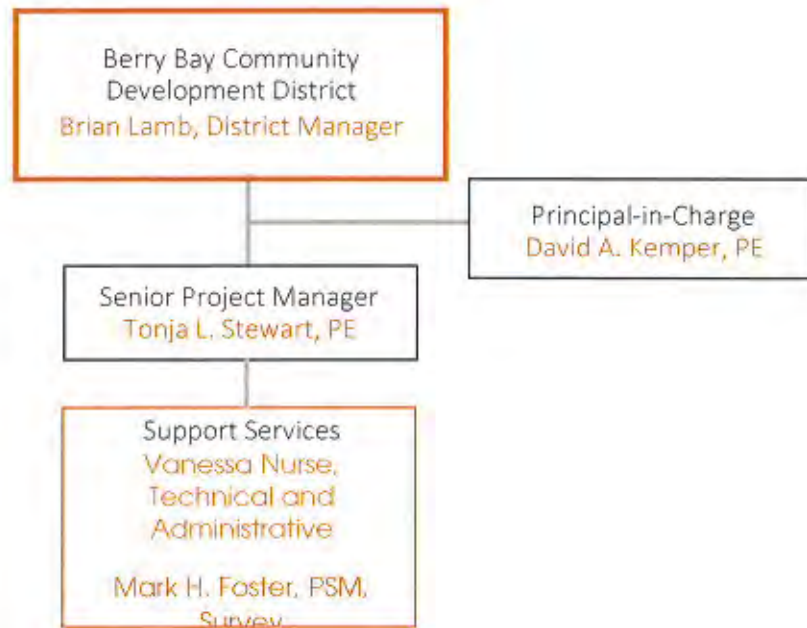 Berry Bay Community
Development District
Brian Lamb, District Manager
Principal-in-Charge
David A. Kemper, PE
Senior Project Manager
Tonja L. Stewart, PE
Support Services
Vanessa Nurse,
Technical and
Administrative
Mark H. Foster, PSM,
Survey